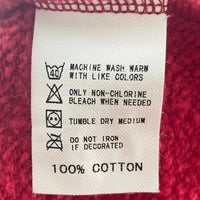 40
MACHINE WASH WARM
WITH LIKE COLORS
ONLY NON-CHLORINE
BLEACH WHEN NEEDED
TUMBLE DRY MEDIUM
DO NOT IRON
IF DECORATED
100% COTTON